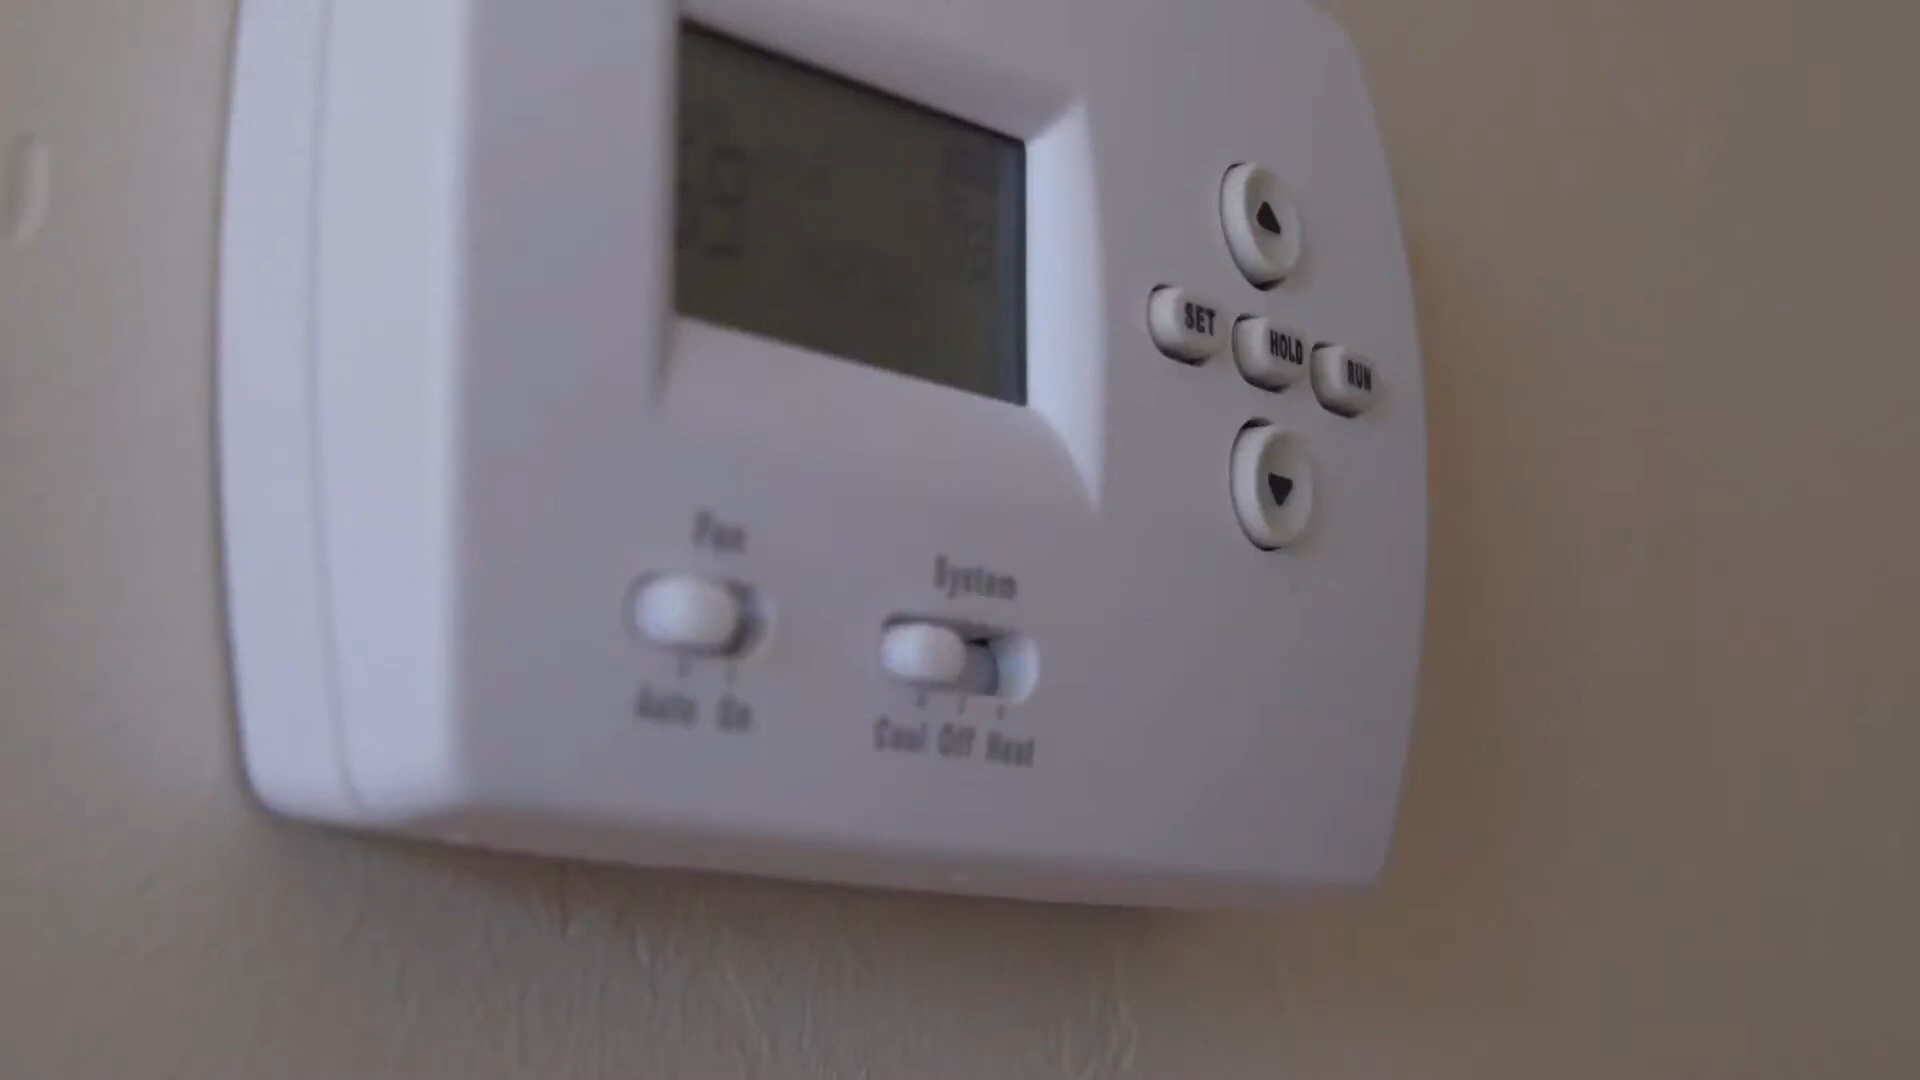 SET HOLD RUN
Fan
System
Auto On
Cool Off Heat